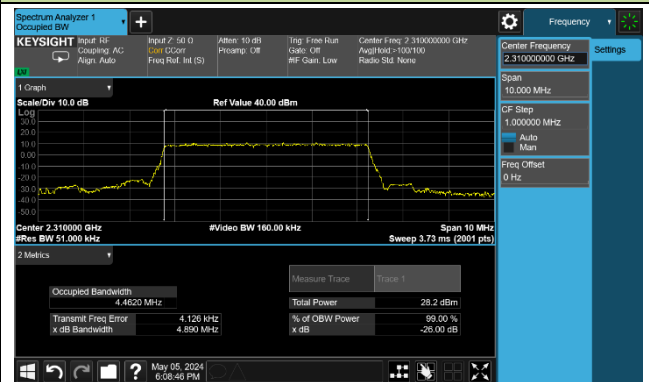 Spectrum Analyzer 1
Occupied BW
Frequency
KEYSIGHT
Input: RF
Coupling: AC
Align: Auto
Input Z: 50 Ω
Corr CCorr
Freq Ref: Int (S)
Atten: 10 dB
Preamp: Off
Trig: Free Run
Gate: Off
#IF Gain: Low
Center Freq: 2.310000000 GHz
Avg|Hold:>100/100
Radio Std: None
Center Frequency
2.310000000 GHz
Settings
Span
10.000 MHz
CF Step
1.000000 MHz
Auto
Man
Freq Offset
0 Hz
1 Graph
Scale/Div 10.0 dB
Ref Value 40.00 dBm
Log
30.0
20.0
10.0
0.00
-10.0
-20.0
-30.0
-40.0
-50.0
Center 2.310000 GHz
#Video BW 160.00 kHz
Span 10 MHz
#Res BW 51.000 kHz
Sweep 3.73 ms (2001 pts)
2 Metrics
Measure Trace
Trace 1
Occupied Bandwidth
4.4620 MHz
Total Power
28.2 dBm
Transmit Freq Error
4.126 kHz
% of OBW Power
99.00 %
x dB Bandwidth
4.890 MHz
x dB
-26.00 dB
?
May 05, 2024
6:08:46 PM